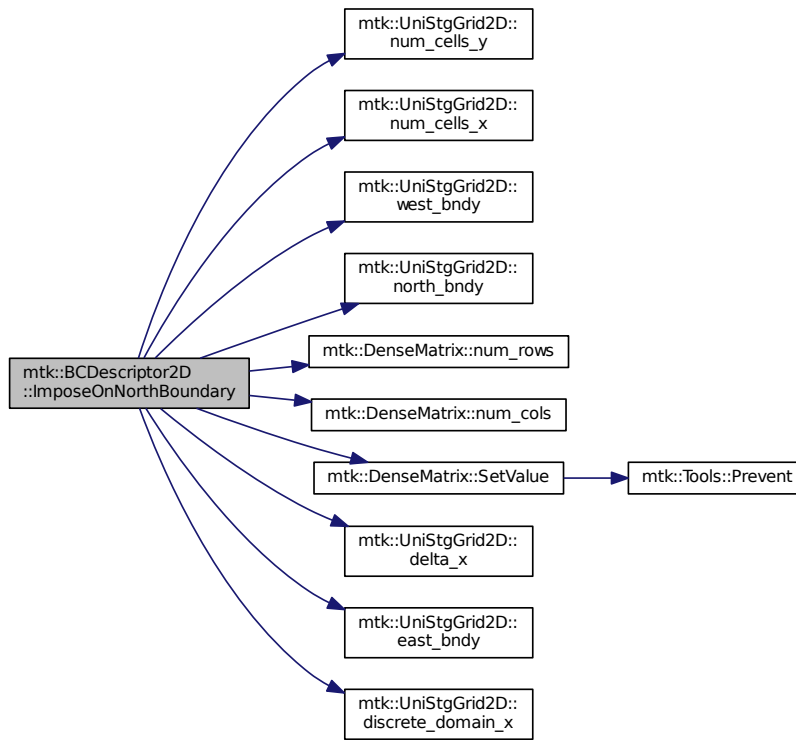 mtk::UniStgGrid2D::
num_cells_y
mtk::UniStgGrid2D::
num_cells_x
mtk::UniStgGrid2D::
west_bndy
mtk::UniStgGrid2D::
north_bndy
mtk::BCDescriptor2D
::ImposeOnNorthBoundary
mtk::DenseMatrix::num_rows
mtk::DenseMatrix::num_cols
mtk::DenseMatrix::SetValue
mtk::Tools::Prevent
mtk::UniStgGrid2D::
delta_x
mtk::UniStgGrid2D::
east_bndy
mtk::UniStgGrid2D::
discrete_domain_x